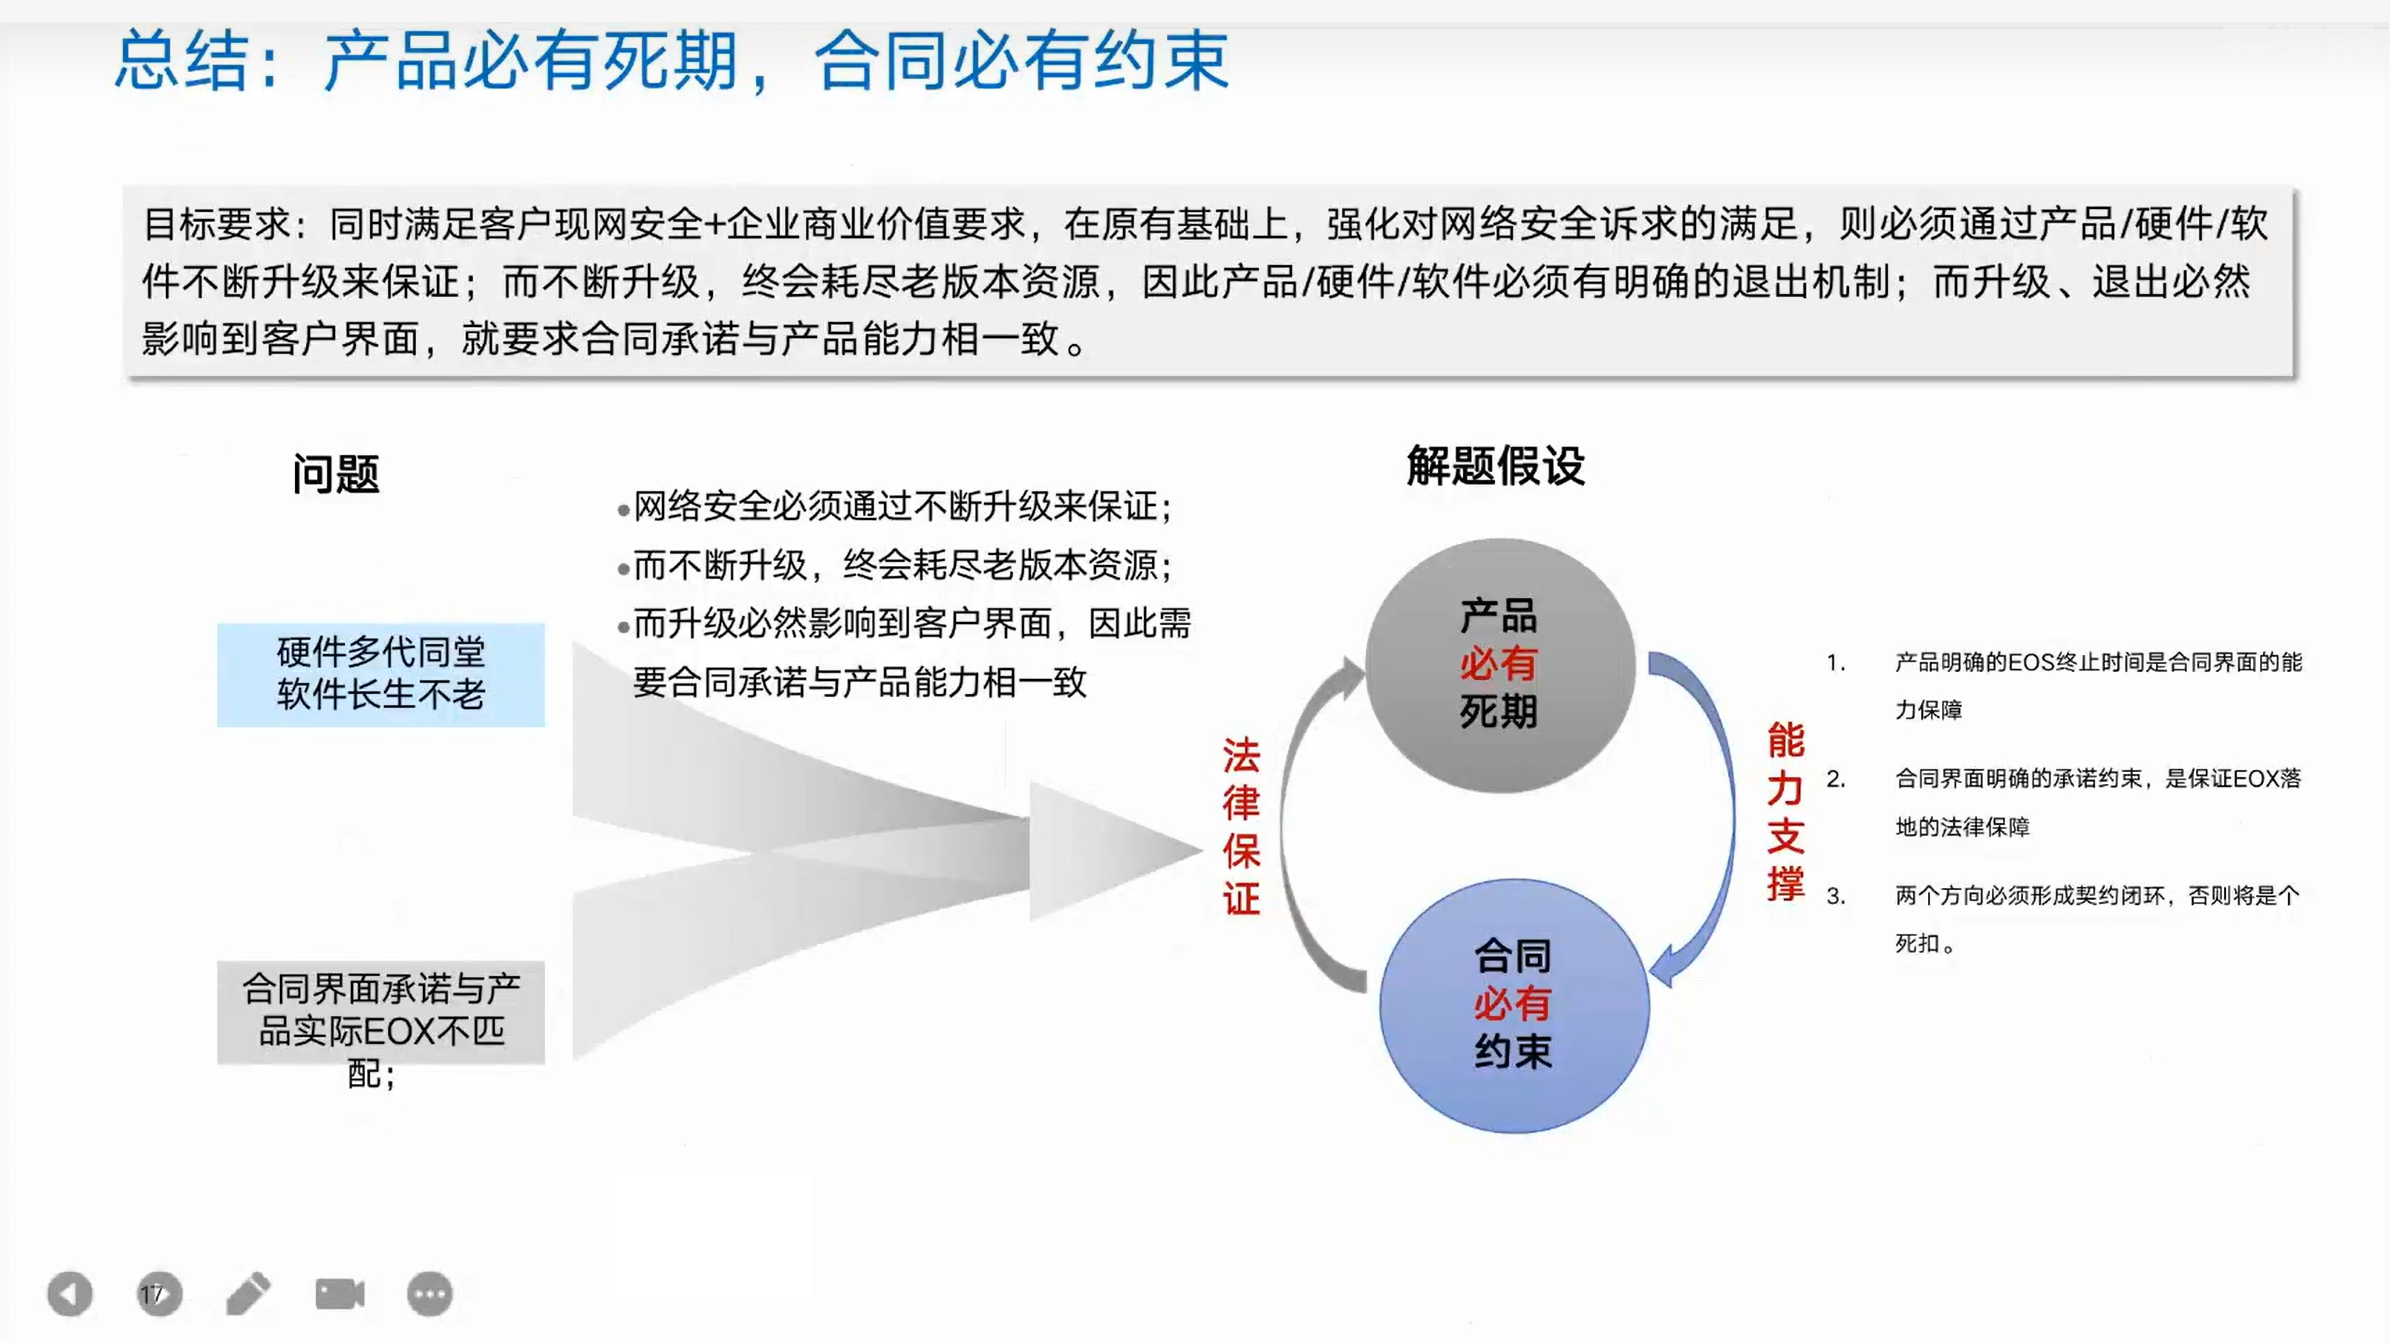 总结：产品必有死期，合同必有约束
目标要求：同时满足客户现网安全+企业商业价值要求，在原有基础上，强化对网络安全诉求的满足，则必须通过产品/硬件/软
件不断升级来保证；而不断升级，终会耗尽老版本资源，因此产品/硬件/软件必须有明确的退出机制；而升级、退出必然
影响到客户界面，就要求合同承诺与产品能力相一致。
问题
硬件多代同堂
软件长生不老
合同界面承诺与产
品实际EOX不匹
配；
•网络安全必须通过不断升级来保证；
•而不断升级，终会耗尽老版本资源；
•而升级必然影响到客户界面，因此需
要合同承诺与产品能力相一致
解题假设
法
律
保
证
产品
必有
死期
合同
必有
约束
能
力
支
撑
1. 产品明确的EOS终止时间是合同界面的能
力保障
2. 合同界面明确的承诺约束，是保证EOX落
地的法律保障
3. 两个方向必须形成契约闭环，否则将是个
死扣。
17